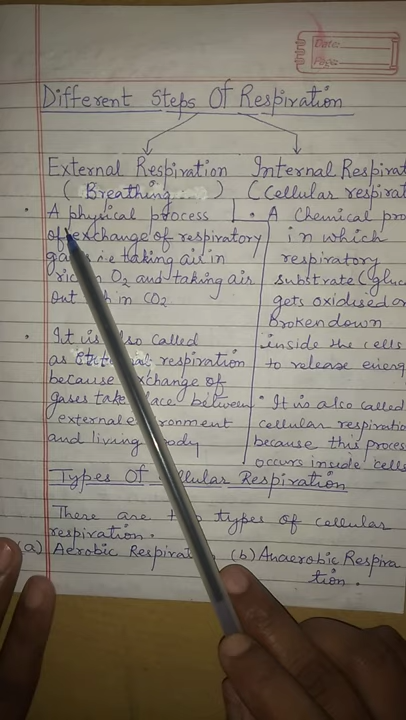 Date:
Page:
Different Steps Of Respiration
External Respiration
( Breathing )
• A physical process
of exchange of respiratory
i.e taking air in
rich in O2 and taking air
out rich in CO2
• It is also called
as respiration
because exchange of
gases take place between
external environment
and living body
Internal Respirat
(cellular respirat
• A Chemical pro
in which
respiratory
substrate (gluc
gets oxidised or
Broken down
inside the cells
to release energ
• It is also called
cellular respiratio
because this proces
occurs inside cells
Types Of Cellular Respiration
There are two types of cellular
respiration.
(a) Aerobic Respirat (b) Anaerobic Respira
tion.